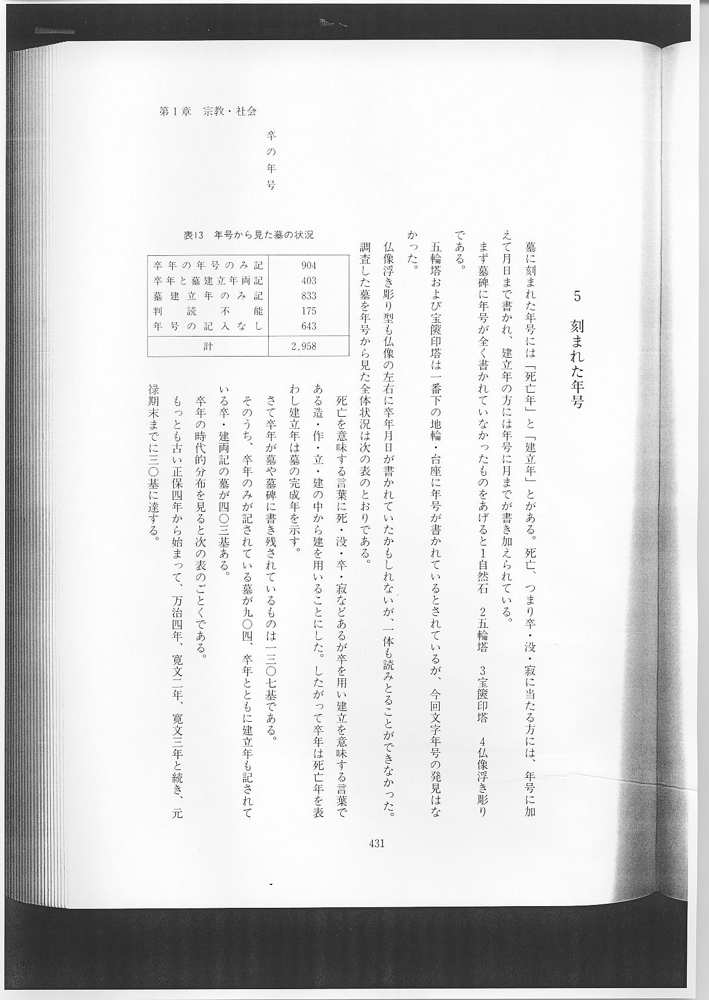 第1章　宗教・社会
5　刻まれた年号
墓に刻まれた年号には「死亡年」と「建立年」とがある。死亡、つまり卒・没・寂に当たる方には、年号に加
えて月日まで書かれ、建立年の方には年号に月までが書き加えられている。
まず墓碑に年号が全く書かれていなかったものをあげると1自然石　2五輪塔　3宝篋印塔　4仏像浮き彫り
である。
五輪塔および宝篋印塔は一番下の地輪・台座に年号が書かれているとされているが、今回文字年号の発見はな
かった。
仏像浮き彫り型も仏像の左右に卒年月日が書かれていたかもしれないが、一体も読みとることができなかった。
調査した墓を年号から見た全体状況は次の表のとおりである。
表13　年号から見た墓の状況
卒年の年号のみ記　904
卒年と墓建立年両記　403
墓建立年のみ記　833
判読不能　175
年号の記入なし　643
計　2,958
死亡を意味する言葉に死・没・卒・寂などあるが卒を用い建立を意味する言葉で
ある造・作・立・建の中から建を用いることにした。したがって卒年は死亡年を表
わし建立年は墓の完成年を示す。
卒の年号
さて卒年が墓や墓碑に書き残されているものは一三〇七基である。
そのうち、卒年のみが記されている墓が九〇四、卒年とともに建立年も記されて
いる卒・建両記の墓が四〇三基ある。
卒年の時代的分布を見ると次の表のごとくである。
もっとも古い正保四年から始まって、万治四年、寛文二年、寛文三年と続き、元
禄期末までに三〇基に達する。
431